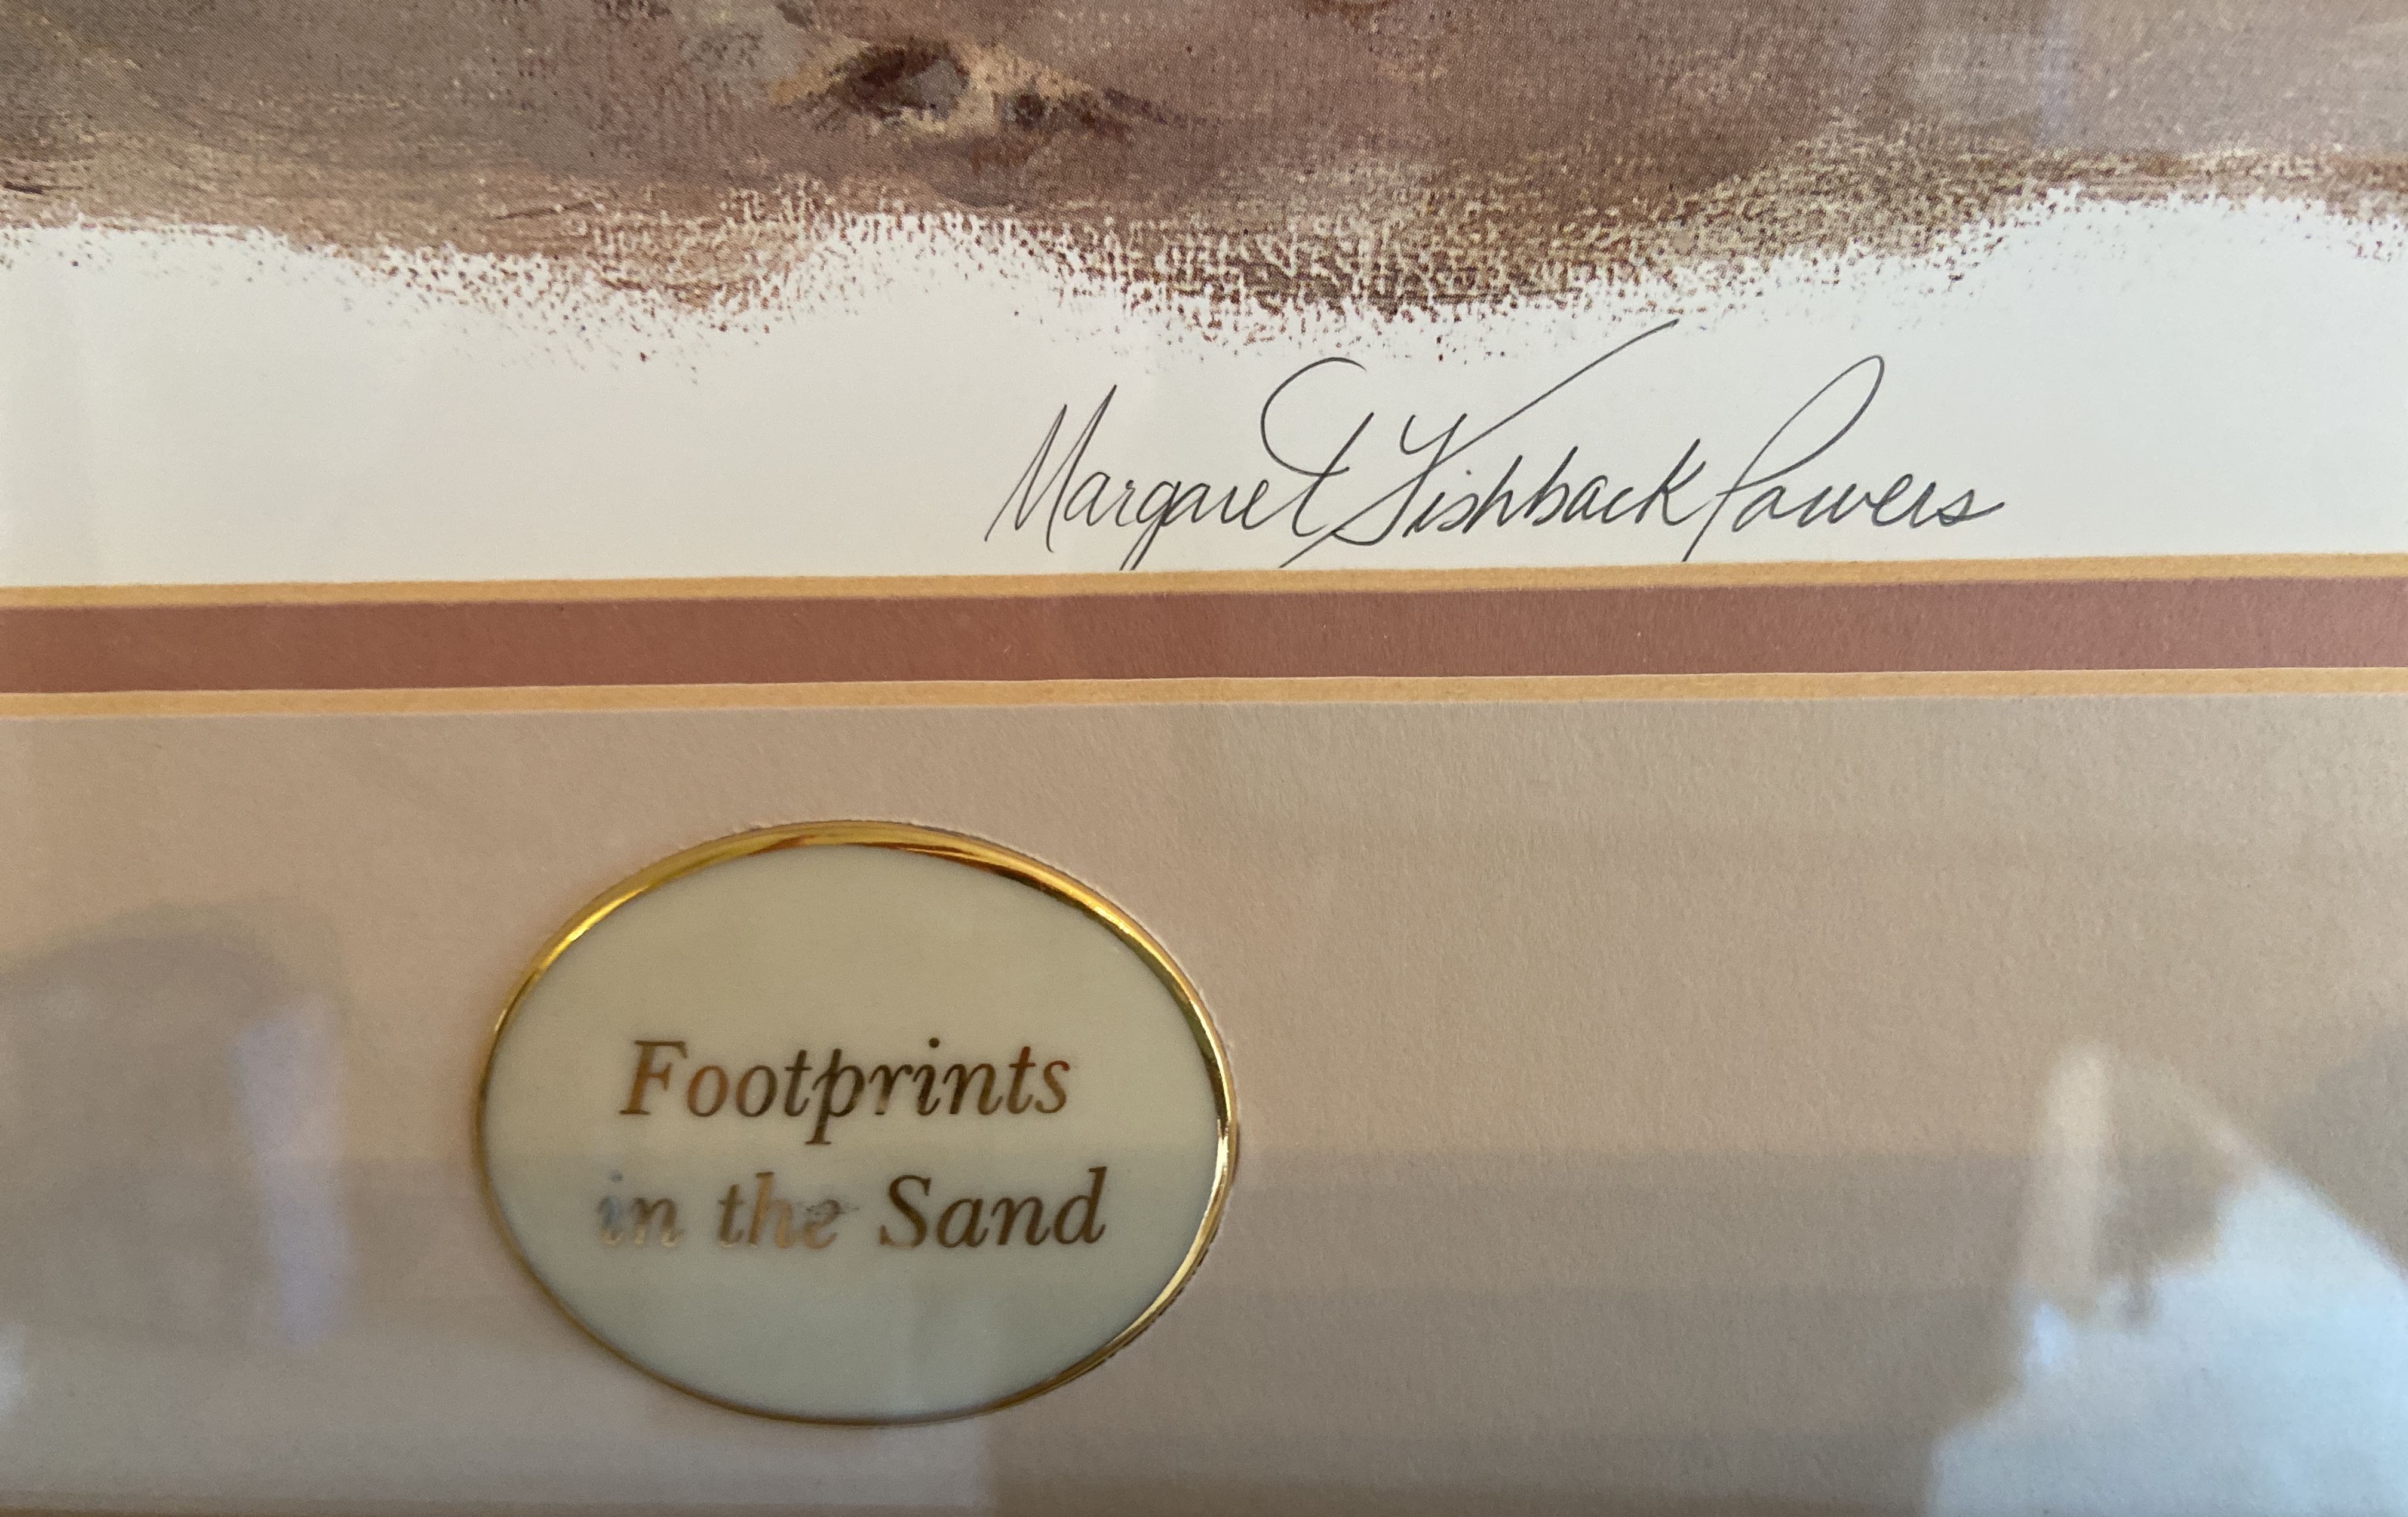 Margaret Fishback Powers
Footprints
in the Sand